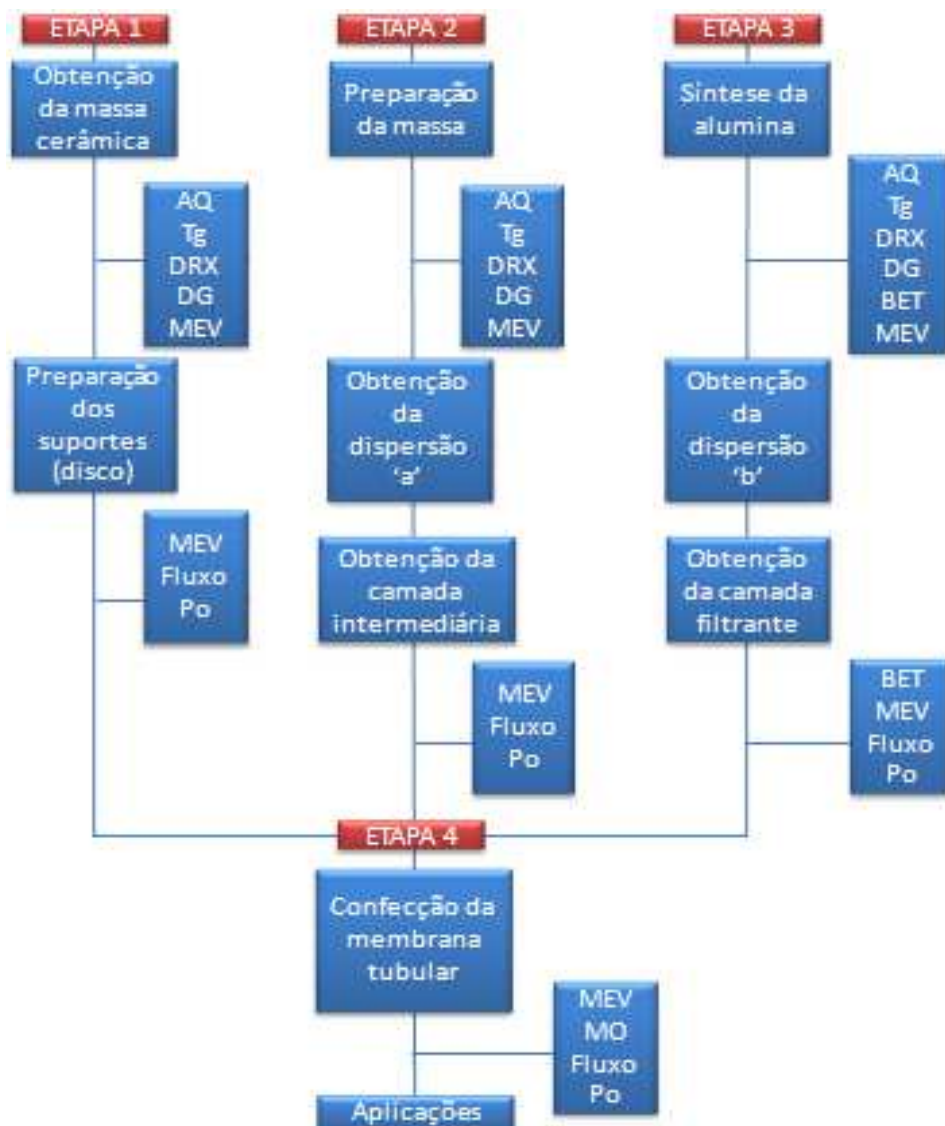 ETAPA 1
Obtenção
da massa
cerâmica
AQ
Tg
DRX
DG
MEV
Preparação
dos
suportes
(disco)
MEV
Fluxo
Po
ETAPA 2
Preparação
da massa
AQ
Tg
DRX
DG
MEV
Obtenção
da
dispersão
‘a’
Obtenção da
camada
intermediária
MEV
Fluxo
Po
ETAPA 3
Síntese da
alumina
AQ
Tg
DRX
DG
BET
MEV
Obtenção
da
dispersão
‘b’
Obtenção
da camada
filtrante
BET
MEV
Fluxo
Po
ETAPA 4
Confecção da
membrana
tubular
MEV
MO
Fluxo
Po
Aplicações